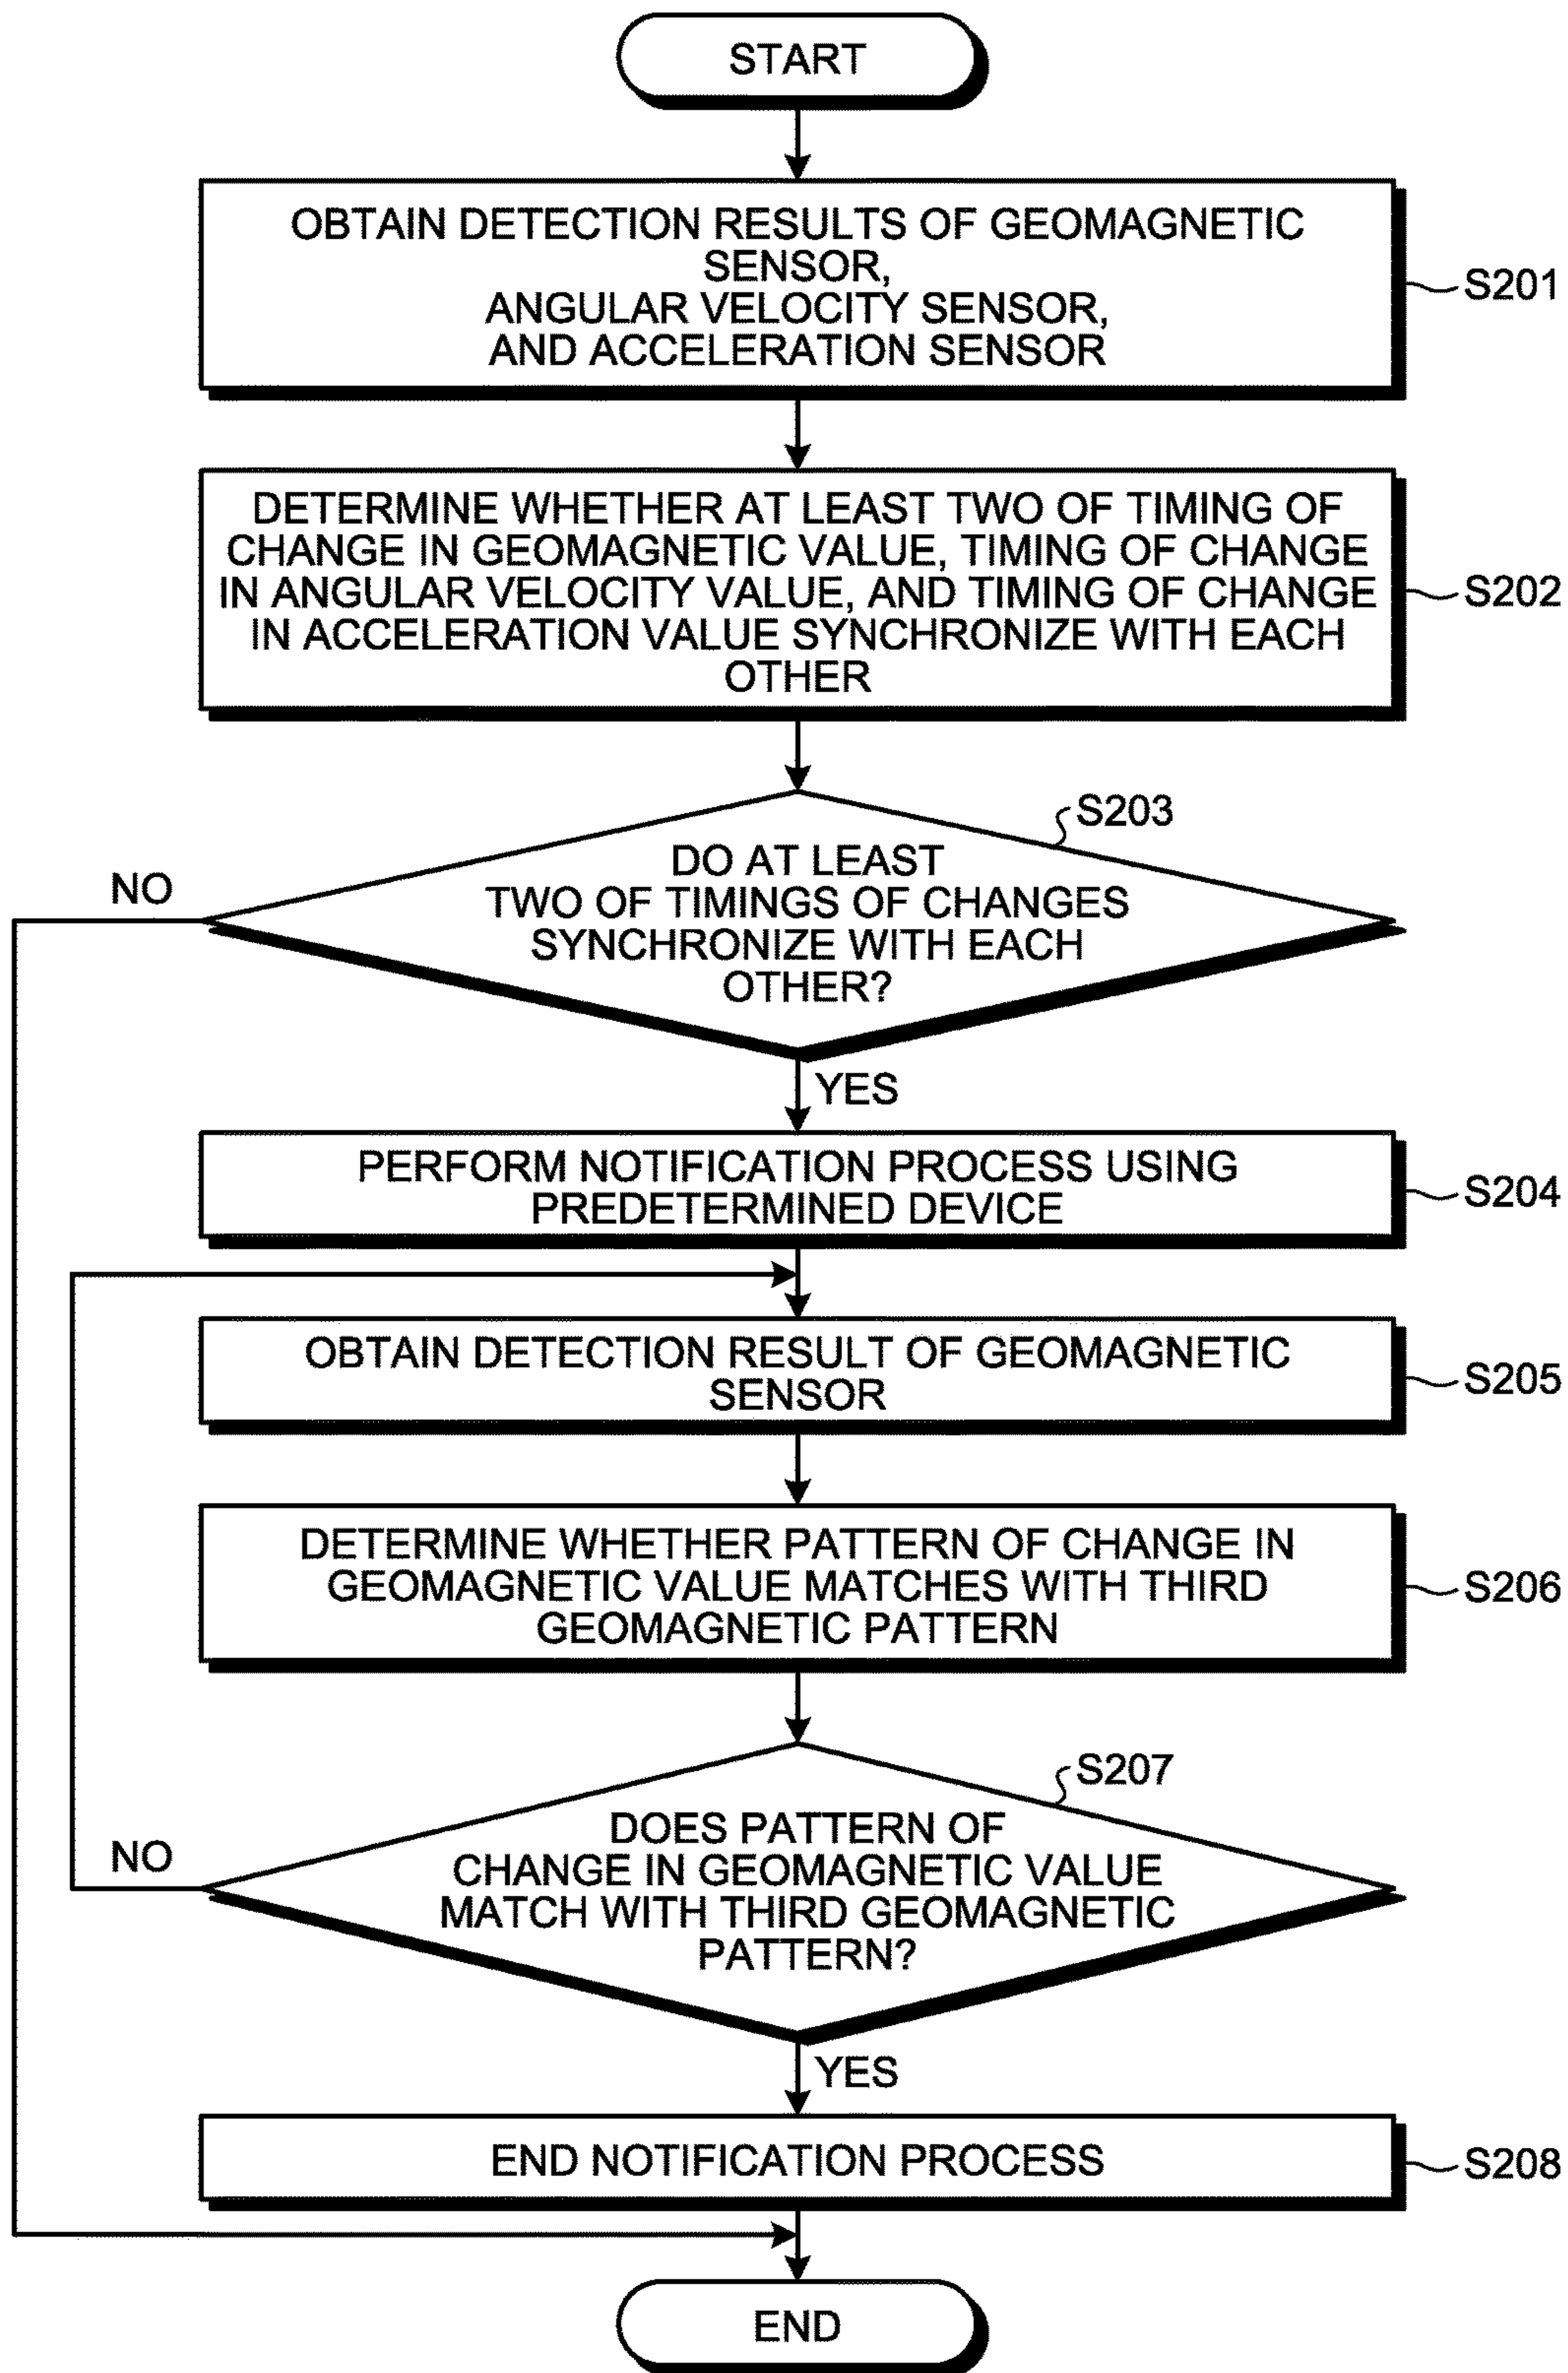 START
OBTAIN DETECTION RESULTS OF GEOMAGNETIC
SENSOR,
ANGULAR VELOCITY SENSOR,
AND ACCELERATION SENSOR
S201
DETERMINE WHETHER AT LEAST TWO OF TIMING OF
CHANGE IN GEOMAGNETIC VALUE, TIMING OF CHANGE
IN ANGULAR VELOCITY VALUE, AND TIMING OF CHANGE
IN ACCELERATION VALUE SYNCHRONIZE WITH EACH
OTHER
S202
S203
DO AT LEAST
TWO OF TIMINGS OF CHANGES
SYNCHRONIZE WITH EACH
OTHER?
NO
YES
PERFORM NOTIFICATION PROCESS USING
PREDETERMINED DEVICE
S204
OBTAIN DETECTION RESULT OF GEOMAGNETIC
SENSOR
S205
DETERMINE WHETHER PATTERN OF CHANGE IN
GEOMAGNETIC VALUE MATCHES WITH THIRD
GEOMAGNETIC PATTERN
S206
S207
DOES PATTERN OF
CHANGE IN GEOMAGNETIC VALUE
MATCH WITH THIRD GEOMAGNETIC
PATTERN?
NO
YES
END NOTIFICATION PROCESS
S208
END